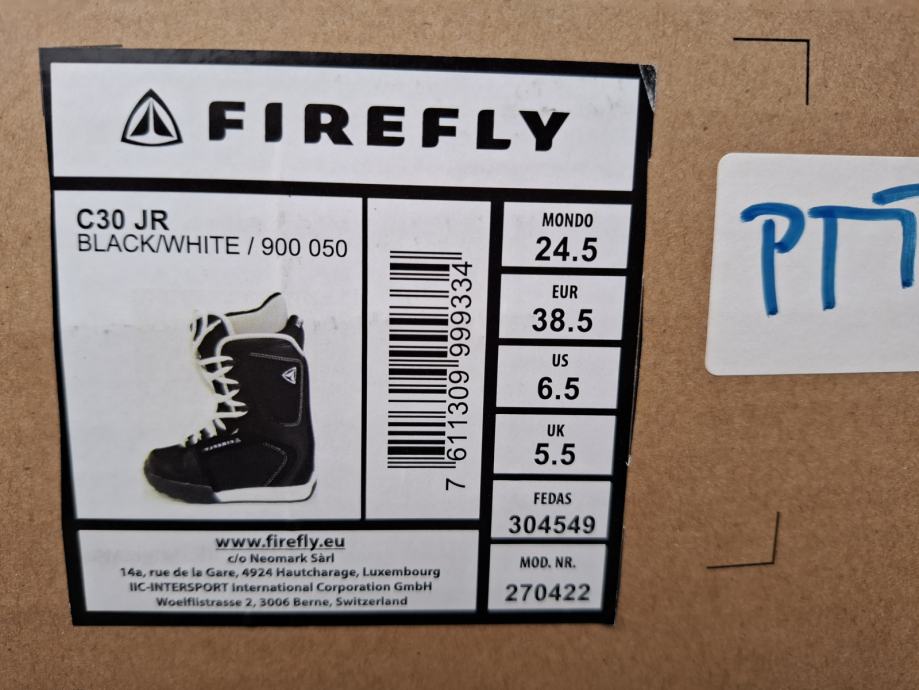 FIREFLY
C30 JR
BLACK/WHITE / 900 050
FIREFLY
7 611309 999334
MONDO
24.5
EUR
38.5
US
6.5
UK
5.5
FEDAS
304549
MOD. NR.
270422
www.firefly.eu
c/o Neomark Sàrl
14a, rue de la Gare, 4924 Hautcharage, Luxembourg
IIC-INTERSPORT International Corporation GmbH
Woelflistrasse 2, 3006 Berne, Switzerland